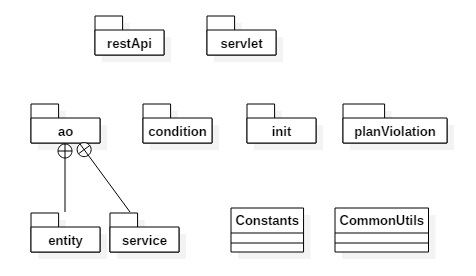 restApi
servlet
ao
condition
init
planViolation
entity
service
Constants
CommonUtils